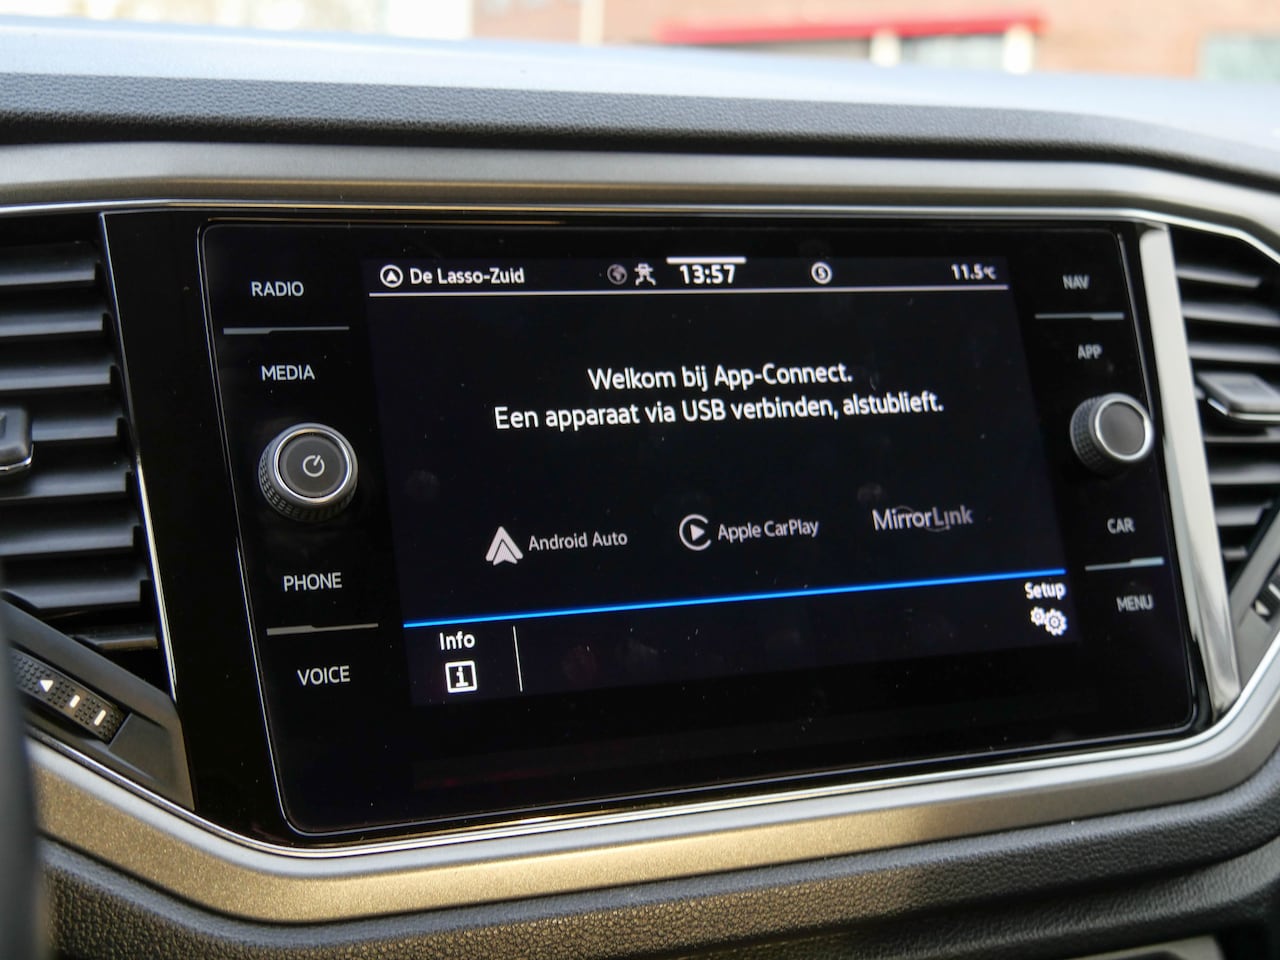 RADIO
MEDIA
PHONE
VOICE
De Lasso-Zuid
13:57
11.5°C
Welkom bij App-Connect.
Een apparaat via USB verbinden, alstublieft.
Android Auto
Apple CarPlay
MirrorLink
Info
Setup
NAV
APP
CAR
MENU